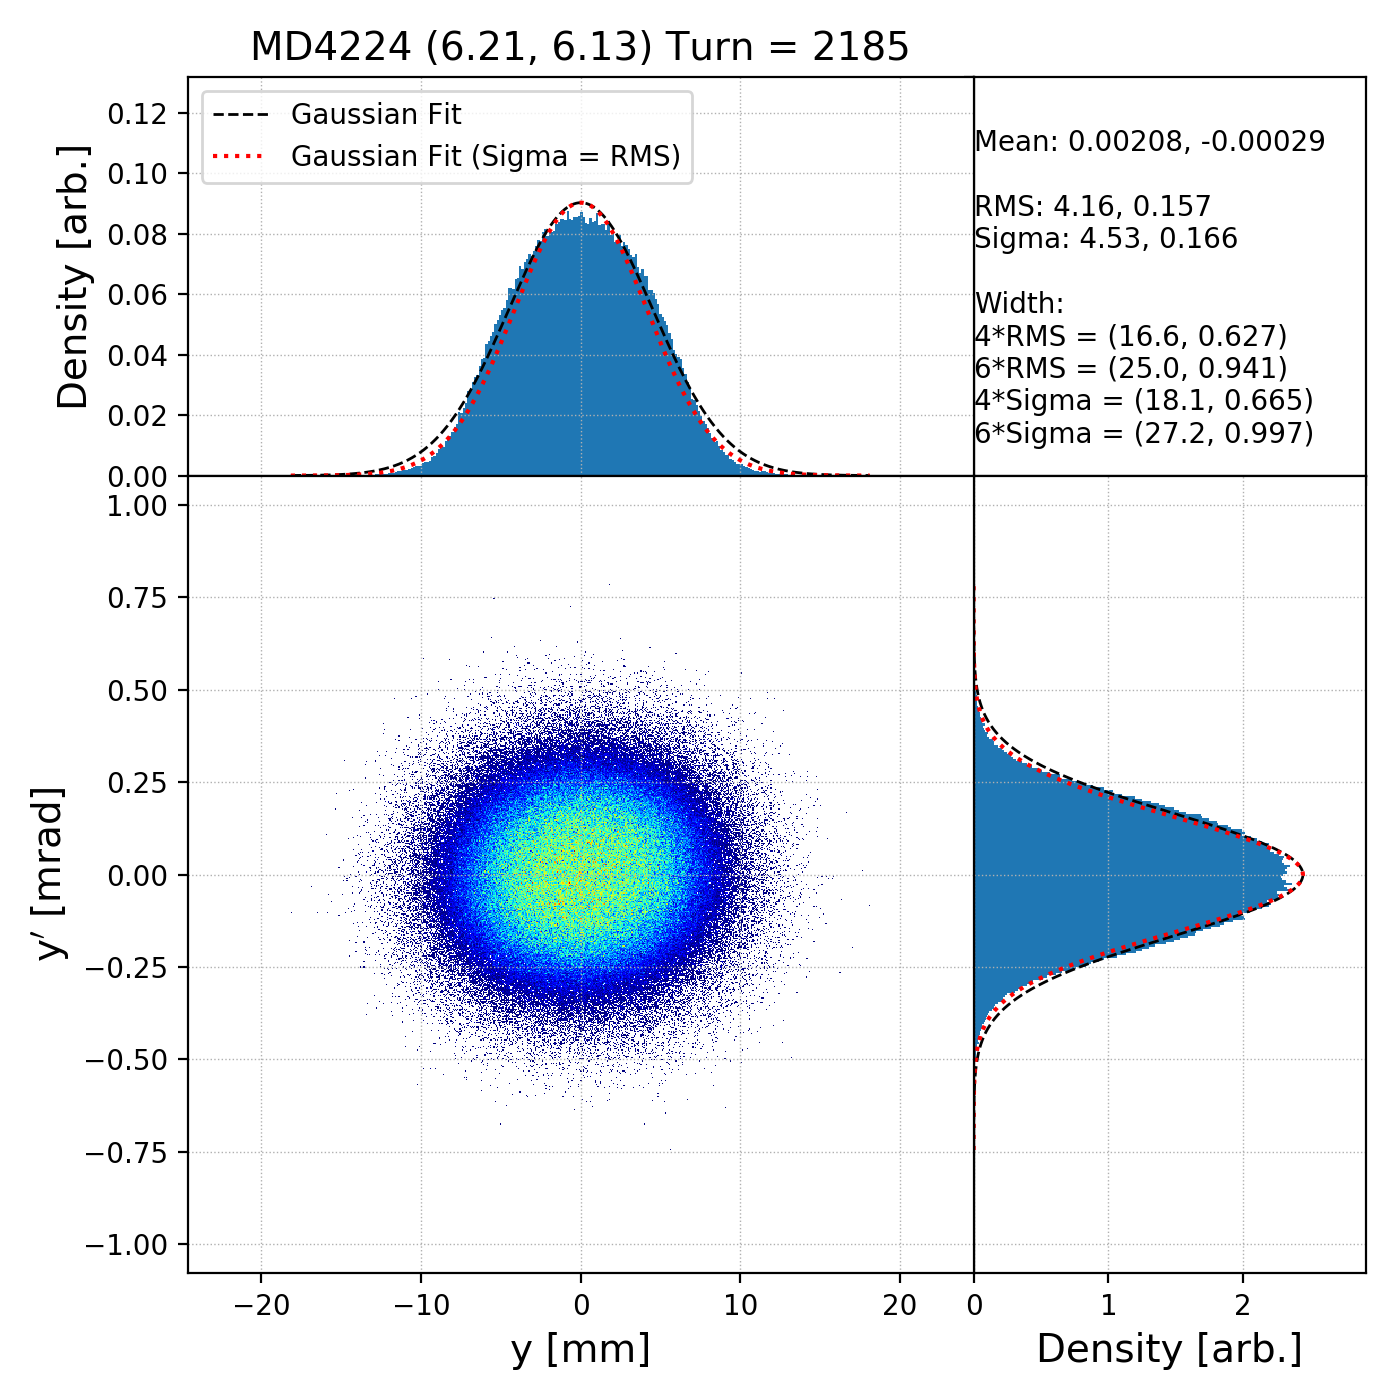 MD4224 (6.21, 6.13) Turn = 2185
Gaussian Fit
Gaussian Fit (Sigma = RMS)
Density [arb.]
0.12
0.10
0.08
0.06
0.04
0.02
0.00
Mean: 0.00208, -0.00029
RMS: 4.16, 0.157
Sigma: 4.53, 0.166
Width:
4*RMS = (16.6, 0.627)
6*RMS = (25.0, 0.941)
4*Sigma = (18.1, 0.665)
6*Sigma = (27.2, 0.997)
y' [mrad]
1.00
0.75
0.50
0.25
0.00
−0.25
−0.50
−0.75
−1.00
−20 −10 0 10 20
y [mm]
0 1 2
Density [arb.]